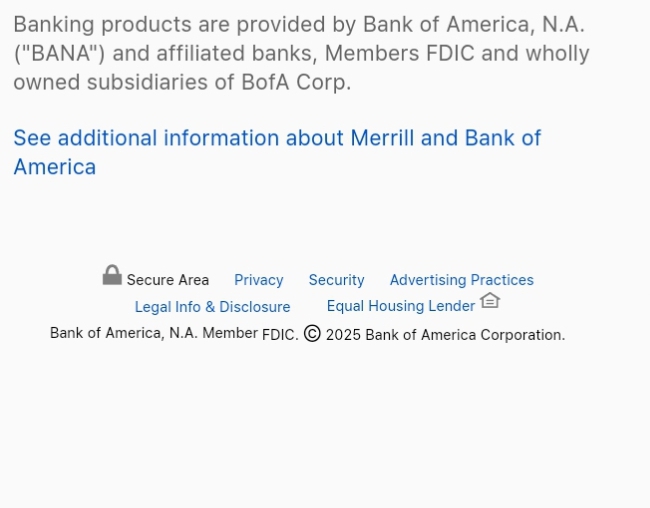 Banking products are provided by Bank of America, N.A.
("BANA") and affiliated banks, Members FDIC and wholly
owned subsidiaries of BofA Corp.
See additional information about Merrill and Bank of
America
Secure Area Privacy Security Advertising Practices
Legal Info & Disclosure Equal Housing Lender
Bank of America, N.A. Member FDIC. © 2025 Bank of America Corporation.